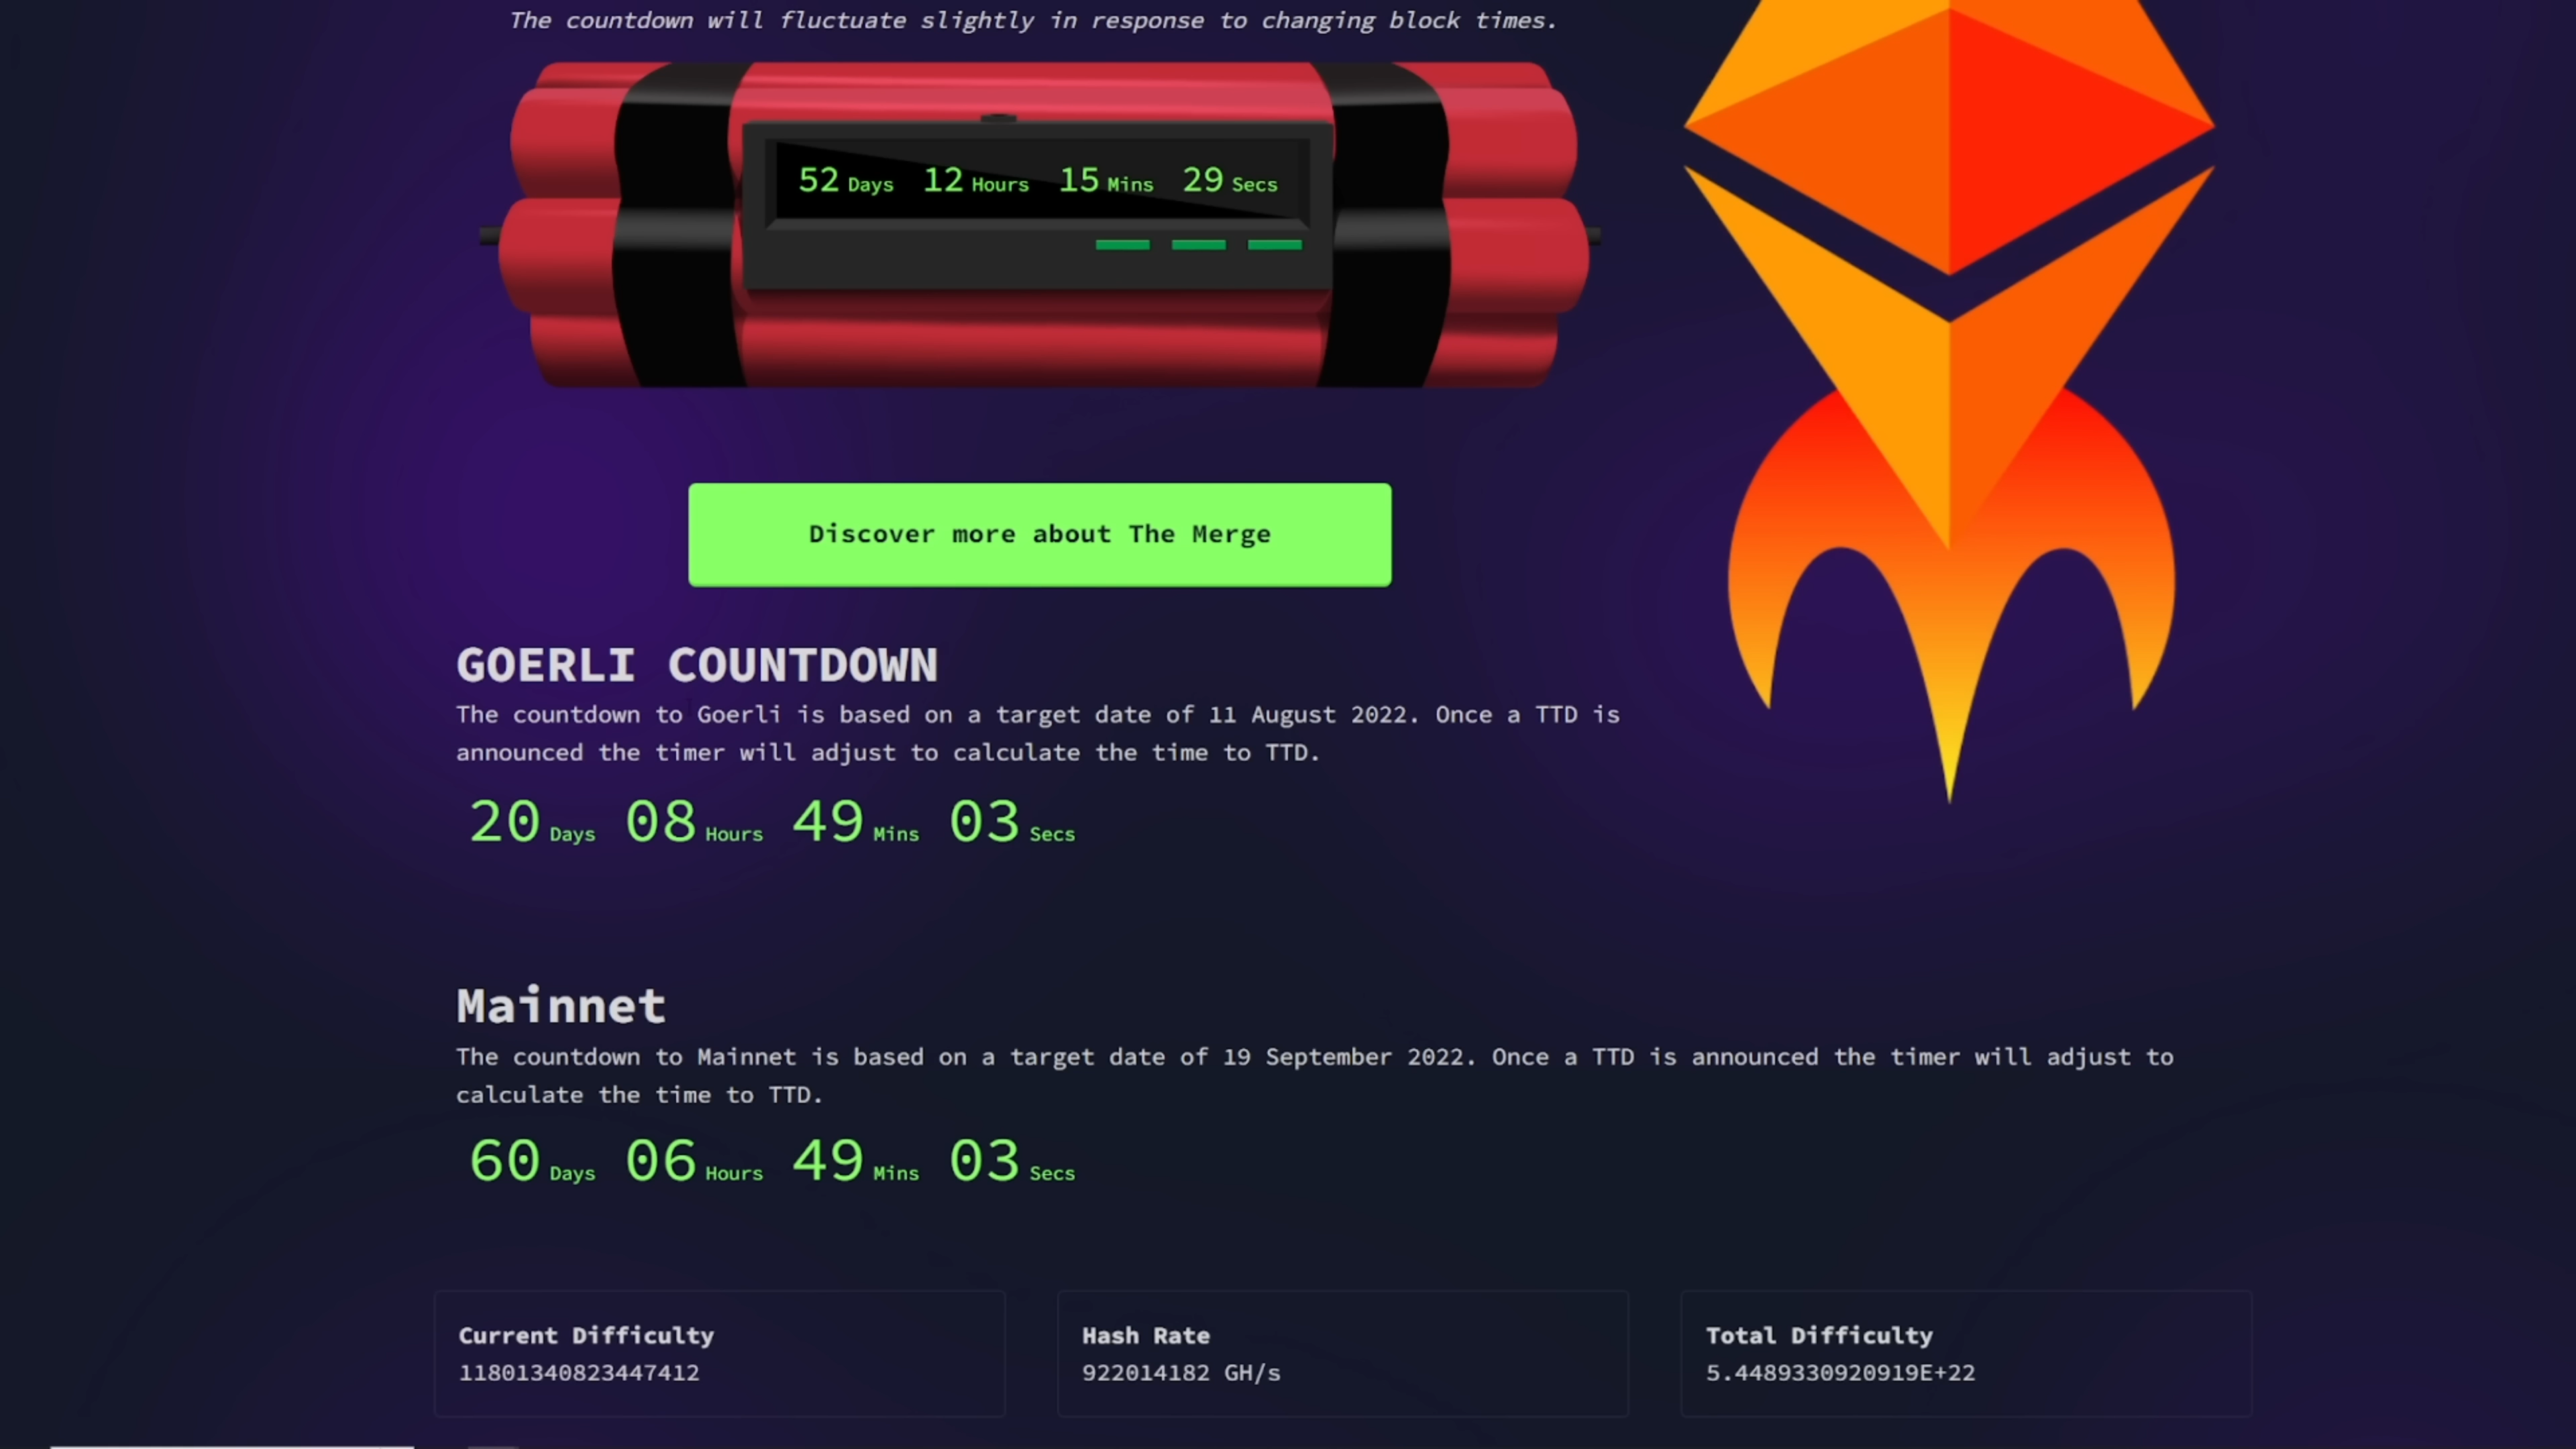 The countdown will fluctuate slightly in response to changing block times.
52 Days 12 Hours 15 Mins 29 Secs
Discover more about The Merge
GOERLI COUNTDOWN
The countdown to Goerli is based on a target date of 11 August 2022. Once a TTD is
announced the timer will adjust to calculate the time to TTD.
20 Days 08 Hours 49 Mins 03 Secs
Mainnet
The countdown to Mainnet is based on a target date of 19 September 2022. Once a TTD is announced the timer will adjust to
calculate the time to TTD.
60 Days 06 Hours 49 Mins 03 Secs
Current Difficulty
11801340823447412
Hash Rate
922014182 GH/s
Total Difficulty
5.4489330920919E+22